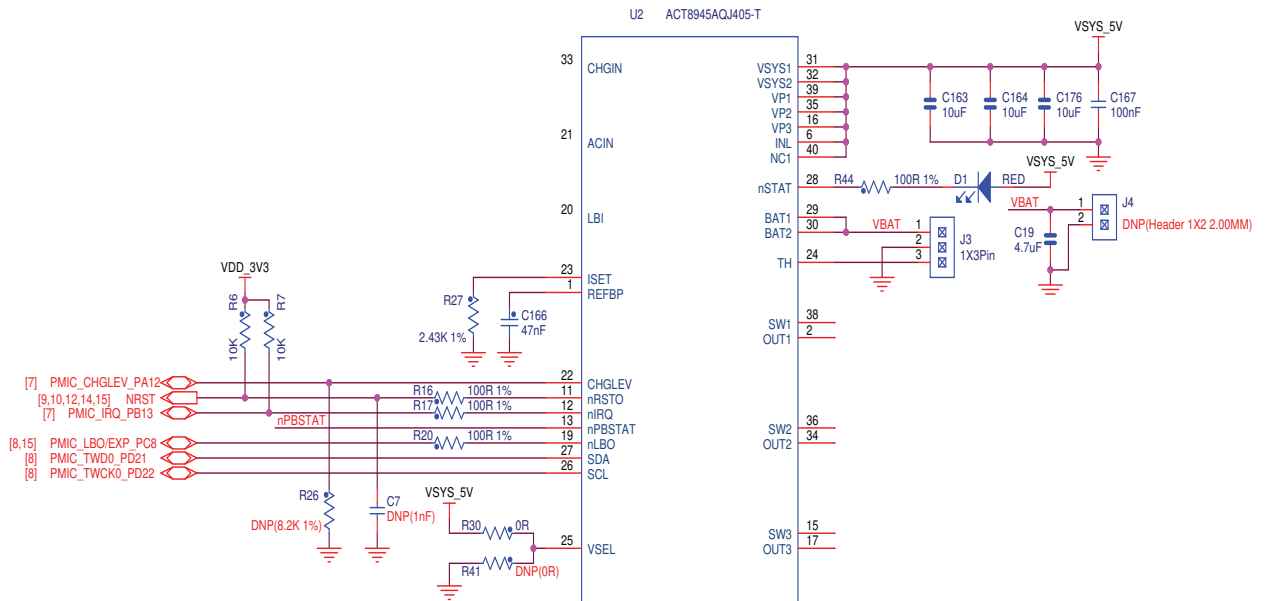 U2 ACT8945AQJ405-T
VSYS_5V
33 CHGIN
21 ACIN
20 LBI
23 ISET
1 REFBP
22 CHGLEV
11 nRSTO
12 nIRQ
13 nPBSTAT
19 nLBO
27 SDA
26 SCL
25 VSEL
VSYS1 31
VSYS2 32
VP1 39
VP2 35
VP3 16
INL 6
NC1 40
nSTAT 28
BAT1 29
BAT2 30
TH 24
SW1 38
OUT1 2
SW2 36
OUT2 34
SW3 15
OUT3 17
C163
10uF
C164
10uF
C176
10uF
C167
100nF
R44 100R 1% D1 RED
VSYS_5V
VBAT
1
2
3
J3
1X3Pin
VBAT
1
2
J4
DNP(Header 1X2 2.00MM)
C19
4.7uF
VDD_3V3
R6
10K
R7
10K
R27
2.43K 1%
C166
47nF
[7] PMIC_CHGLEV_PA12
[9,10,12,14,15] NRST
[7] PMIC_IRQ_PB13
[8,15] PMIC_LBO/EXP_PC8
[8] PMIC_TWD0_PD21
[8] PMIC_TWCK0_PD22
R16 100R 1%
R17 100R 1%
nPBSTAT
R20 100R 1%
R26
DNP(8.2K 1%)
C7
DNP(1nF)
VSYS_5V
R30 0R
R41 DNP(0R)